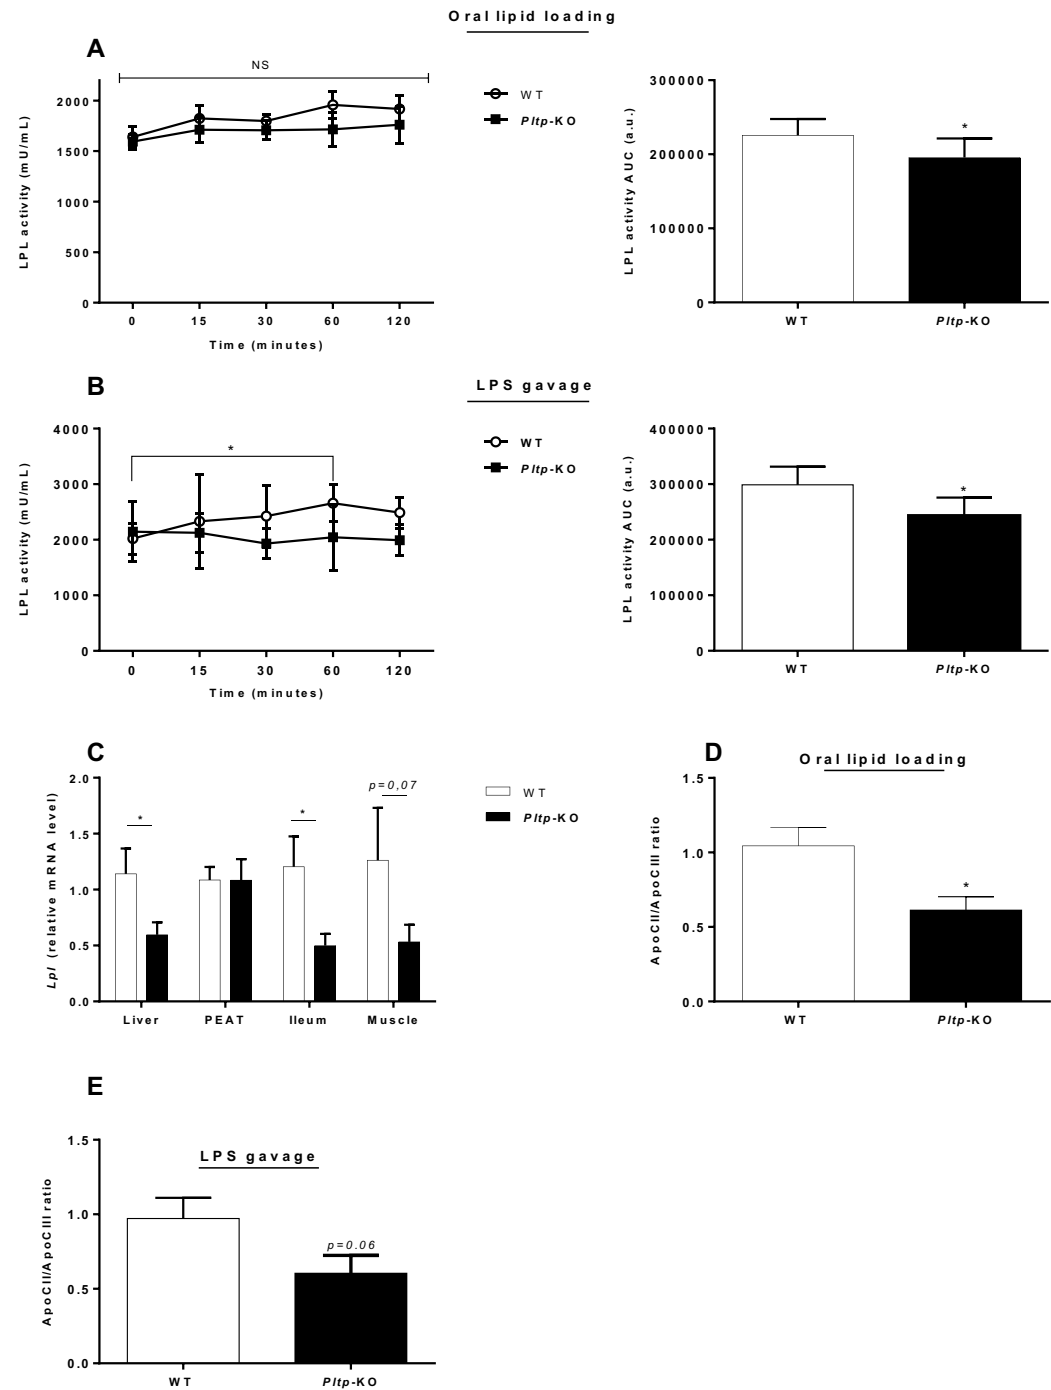 Oral lipid loading
A
NS
2000
1500
1000
500
0
LPL activity (mU/mL)
0 15 30 60 120
Time (minutes)
WT
Pltp-KO
300000
200000
100000
0
LPL activity AUC (a.u.)
*
WT Pltp-KO
B
LPS gavage
4000
3000
2000
1000
0
LPL activity (mU/mL)
*
0 15 30 60 120
Time (minutes)
WT
Pltp-KO
400000
300000
200000
100000
0
LPL activity AUC (a.u.)
*
WT Pltp-KO
C
2.0
1.5
1.0
0.5
0.0
Lpl (relative mRNA level)
*
*
p=0,07
Liver PEAT Ileum Muscle
WT
Pltp-KO
D
Oral lipid loading
1.5
1.0
0.5
0.0
ApoCII/ApoCIII ratio
*
WT Pltp-KO
E
LPS gavage
1.5
1.0
0.5
0.0
ApoCII/ApoCIII ratio
p=0.06
WT Pltp-KO